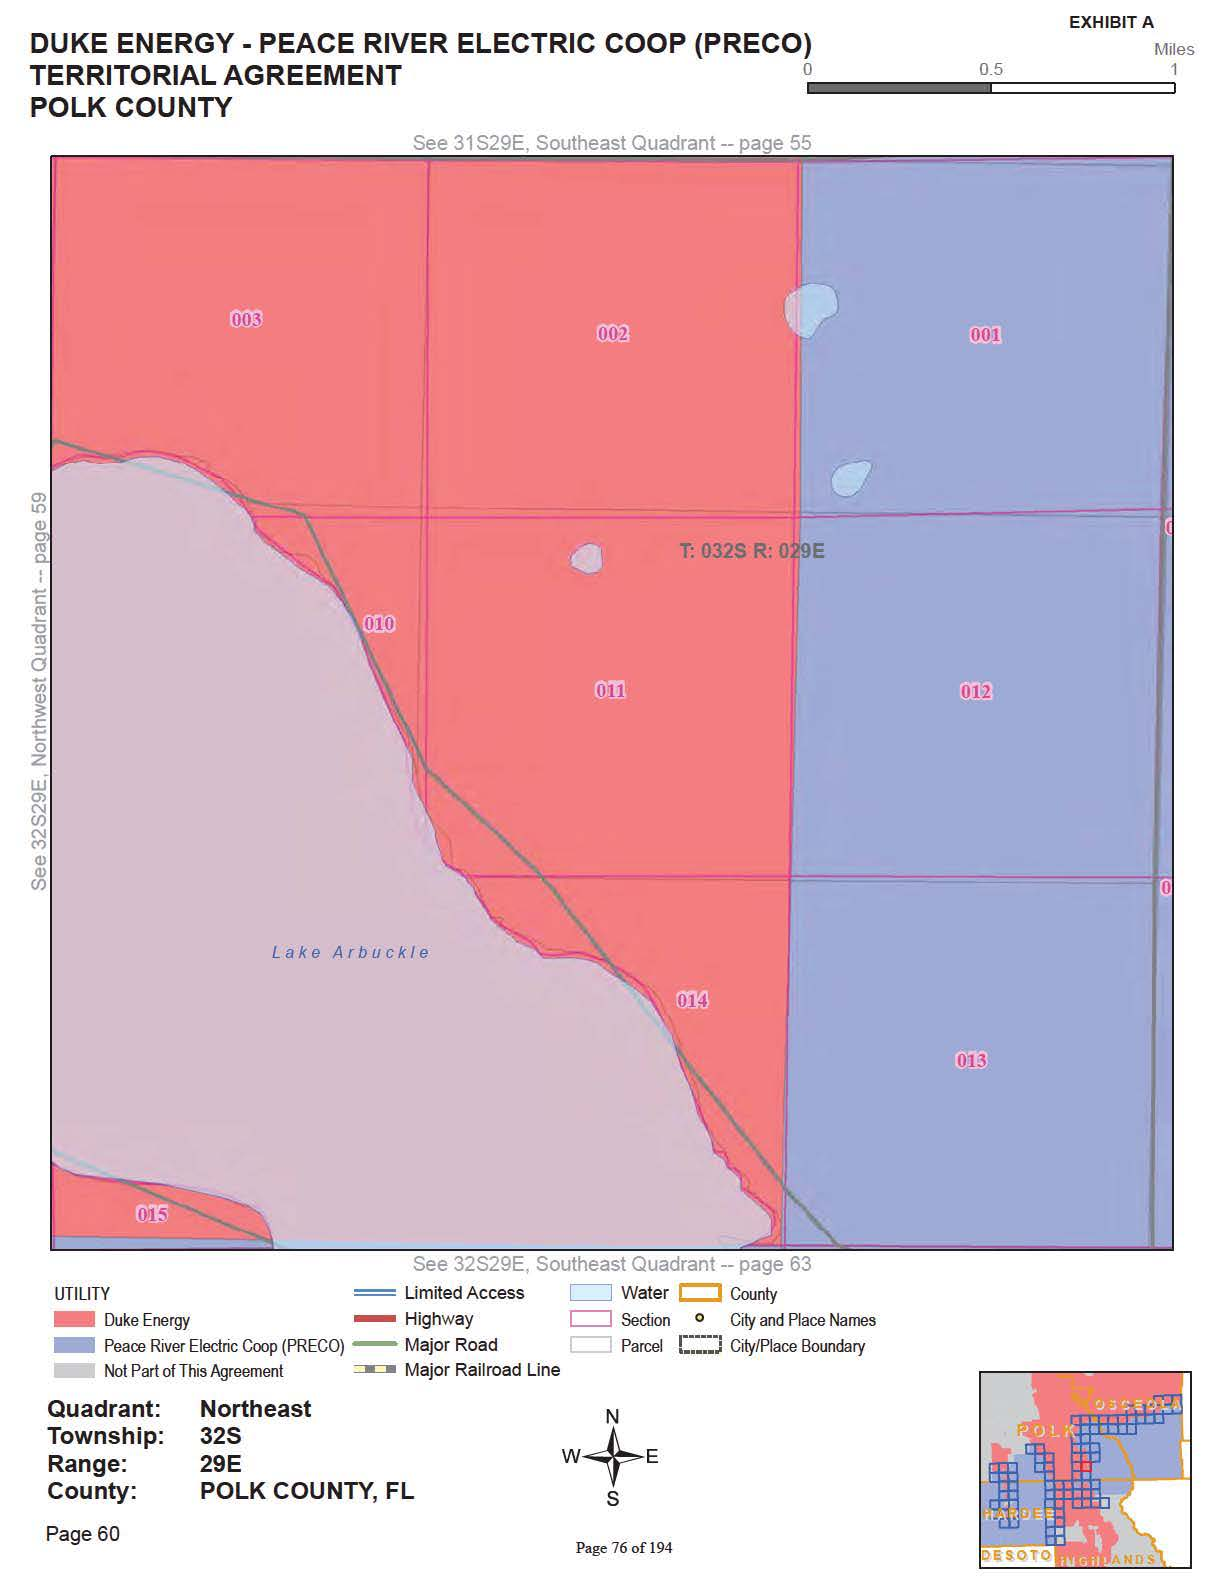 EXHIBIT A
DUKE ENERGY - PEACE RIVER ELECTRIC COOP (PRECO)
TERRITORIAL AGREEMENT
POLK COUNTY
Miles
0 0.5 1
See 31S29E, Southeast Quadrant -- page 55
003
002
001
See 32S29E, Northwest Quadrant -- page 59
T: 032S R: 029E
0
010
011
012
0
Lake Arbuckle
014
013
015
See 32S29E, Southeast Quadrant -- page 63
UTILITY
Duke Energy
Peace River Electric Coop (PRECO)
Not Part of This Agreement
Limited Access
Highway
Major Road
Major Railroad Line
Water
Section
Parcel
County
City and Place Names
City/Place Boundary
Quadrant: Northeast
Township: 32S
Range: 29E
County: POLK COUNTY, FL
Page 60
N
W E
S
Page 76 of 194
OSCEOLA
POLK
HARDEE
DESOTO
HIGHLANDS